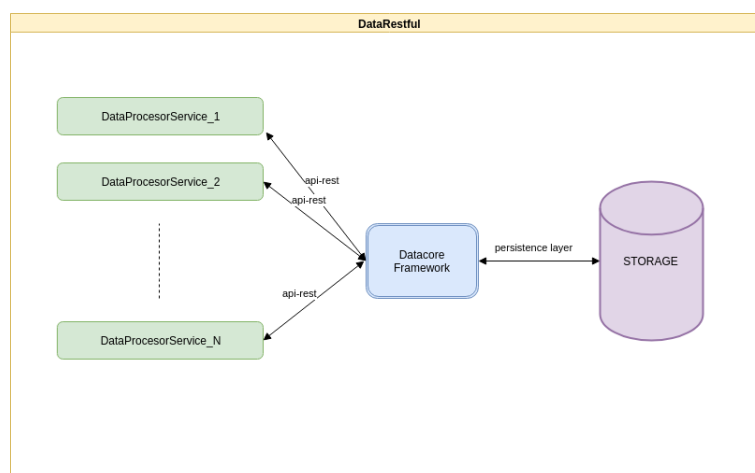 DataRestful
DataProcesorService_1
api-rest
DataProcesorService_2
api-rest
Datacore
Framework
persistence layer
STORAGE
api-rest
DataProcesorService_N